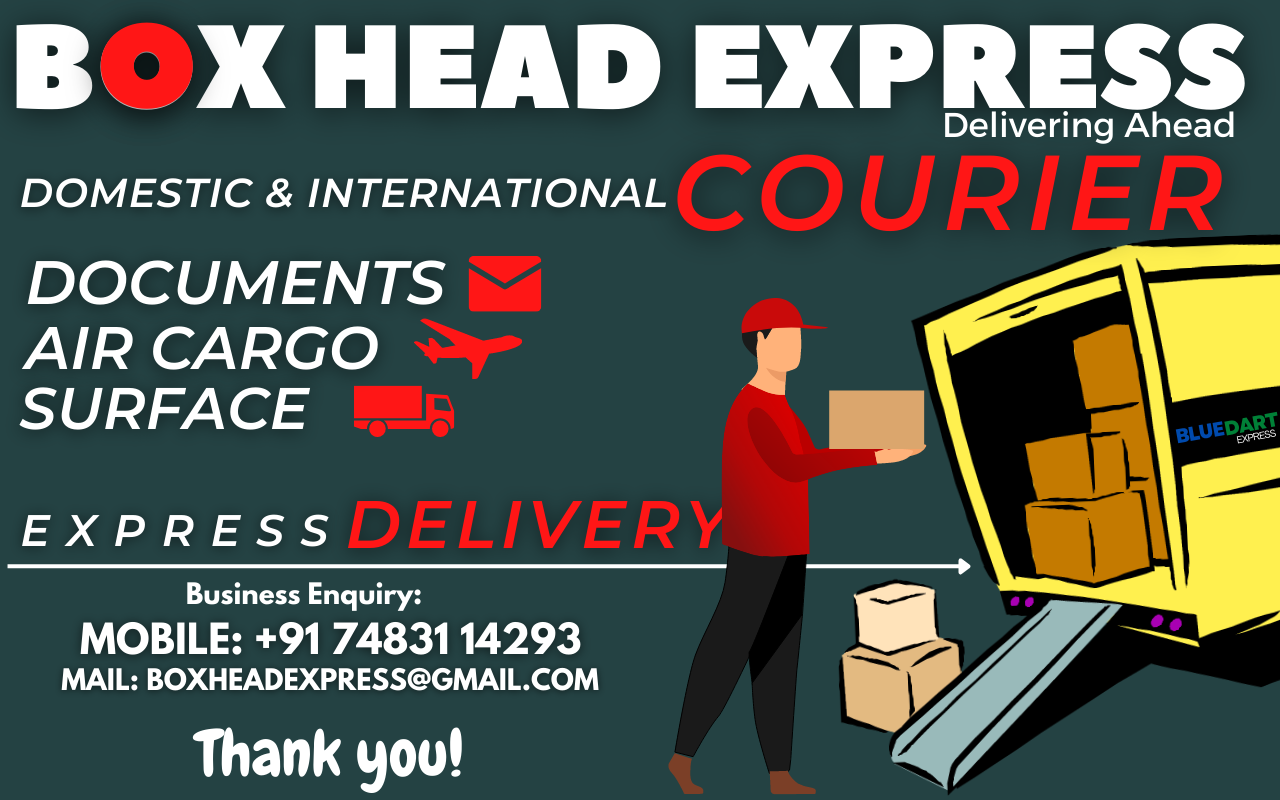 BOX HEAD EXPRESS
Delivering Ahead
DOMESTIC & INTERNATIONAL COURIER
DOCUMENTS
AIR CARGO
SURFACE
BLUEDART
EXPRESS
EXPRESS DELIVERY
Business Enquiry:
MOBILE: +91 74831 14293
MAIL: BOXHEADEXPRESS@GMAIL.COM
Thank you!